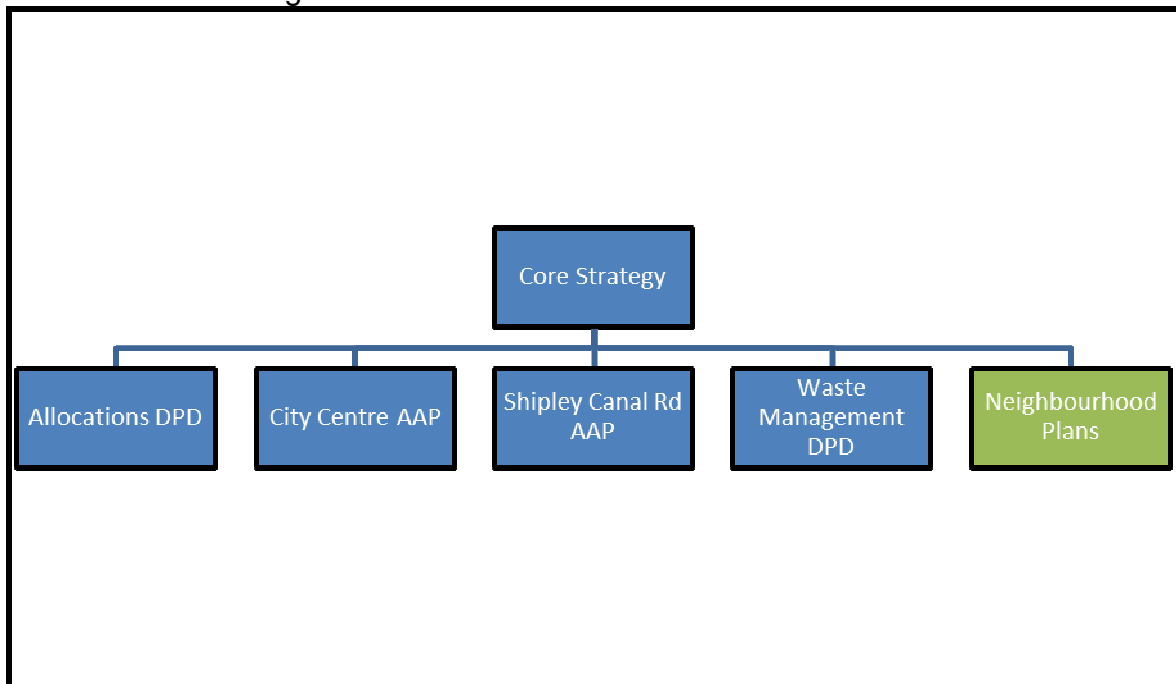 Core Strategy
Allocations DPD
City Centre AAP
Shipley Canal Rd
AAP
Waste
Management
DPD
Neighbourhood
Plans